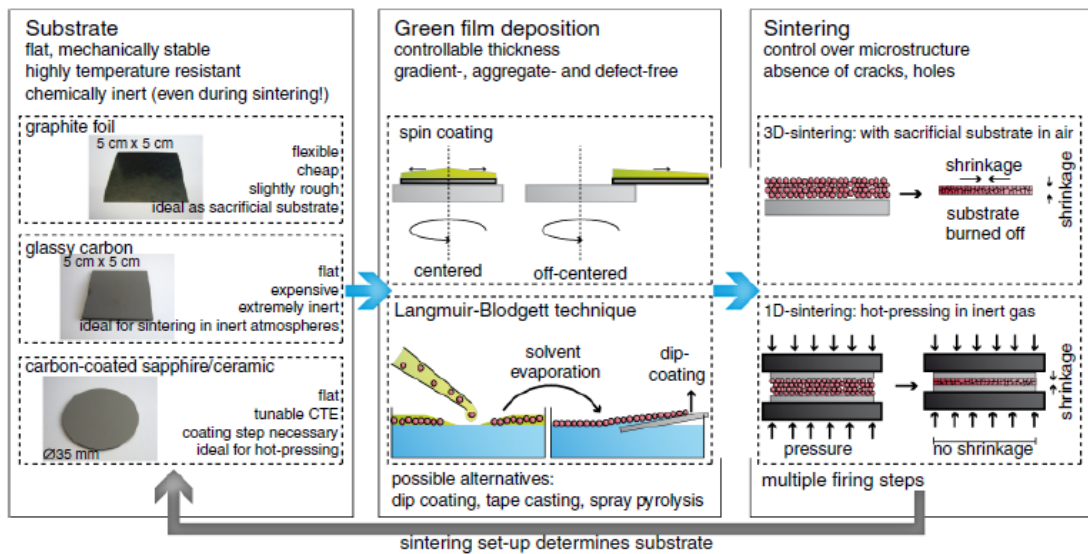 Substrate
flat, mechanically stable
highly temperature resistant
chemically inert (even during sintering!)
graphite foil
5 cm x 5 cm
flexible
cheap
slightly rough
ideal as sacrificial substrate
glassy carbon
5 cm x 5 cm
flat
expensive
extremely inert
ideal for sintering in inert atmospheres
carbon-coated sapphire/ceramic
flat
tunable CTE
coating step necessary
ideal for hot-pressing
Ø35 mm
Green film deposition
controllable thickness
gradient-, aggregate- and defect-free
spin coating
centered
off-centered
Langmuir-Blodgett technique
solvent
evaporation
dip-
coating
possible alternatives:
dip coating, tape casting, spray pyrolysis
Sintering
control over microstructure
absence of cracks, holes
3D-sintering: with sacrificial substrate in air
shrinkage
shrinkage
substrate
burned off
1D-sintering: hot-pressing in inert gas
shrinkage
pressure
no shrinkage
multiple firing steps
sintering set-up determines substrate